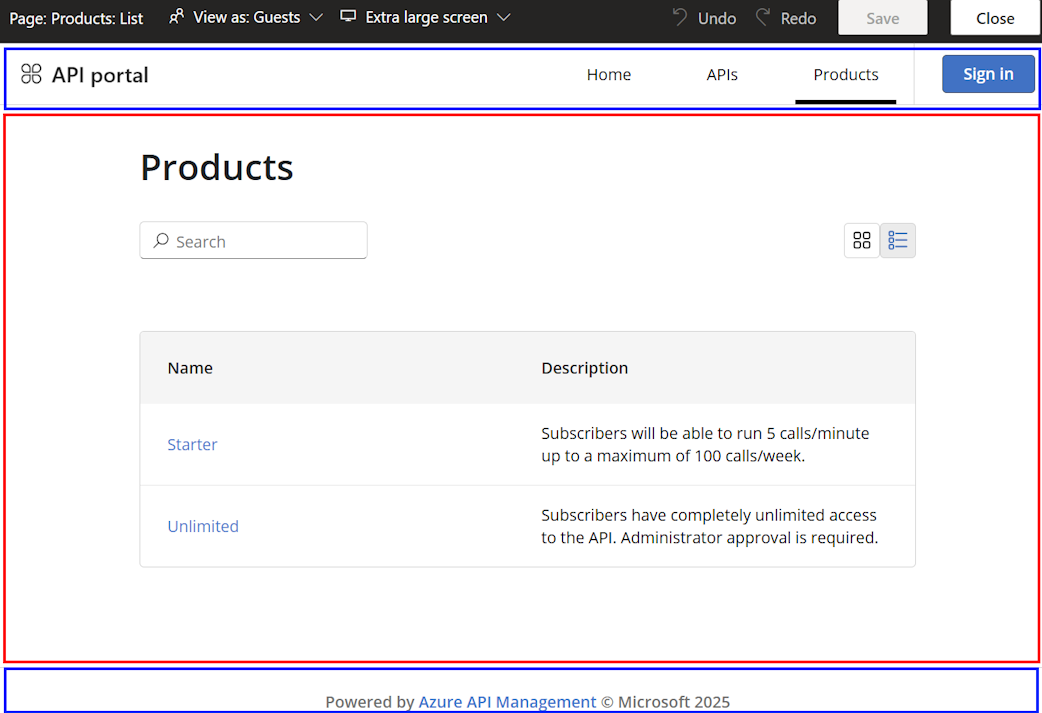 Page: Products: List View as: Guests Extra large screen Undo Redo Save Close
API portal Home APIs Products Sign in
Products
Search
Name Description
Starter
Subscribers will be able to run 5 calls/minute
up to a maximum of 100 calls/week.
Unlimited
Subscribers have completely unlimited access
to the API. Administrator approval is required.
Powered by Azure API Management © Microsoft 2025